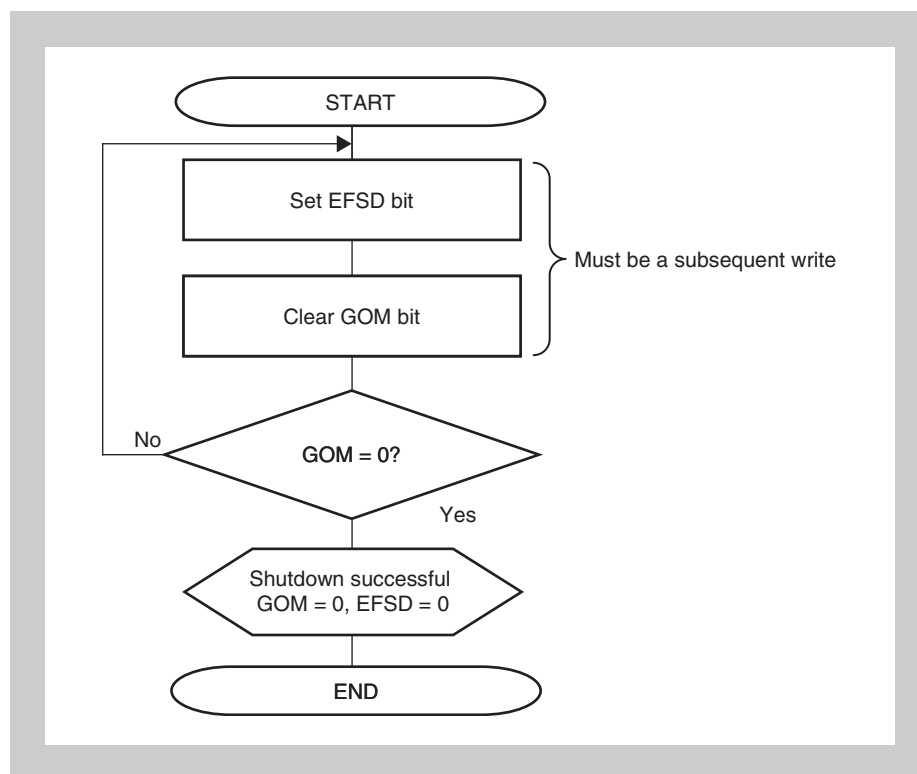 START
Set EFSD bit
Must be a subsequent write
Clear GOM bit
No
GOM = 0?
Yes
Shutdown successful
GOM = 0, EFSD = 0
END